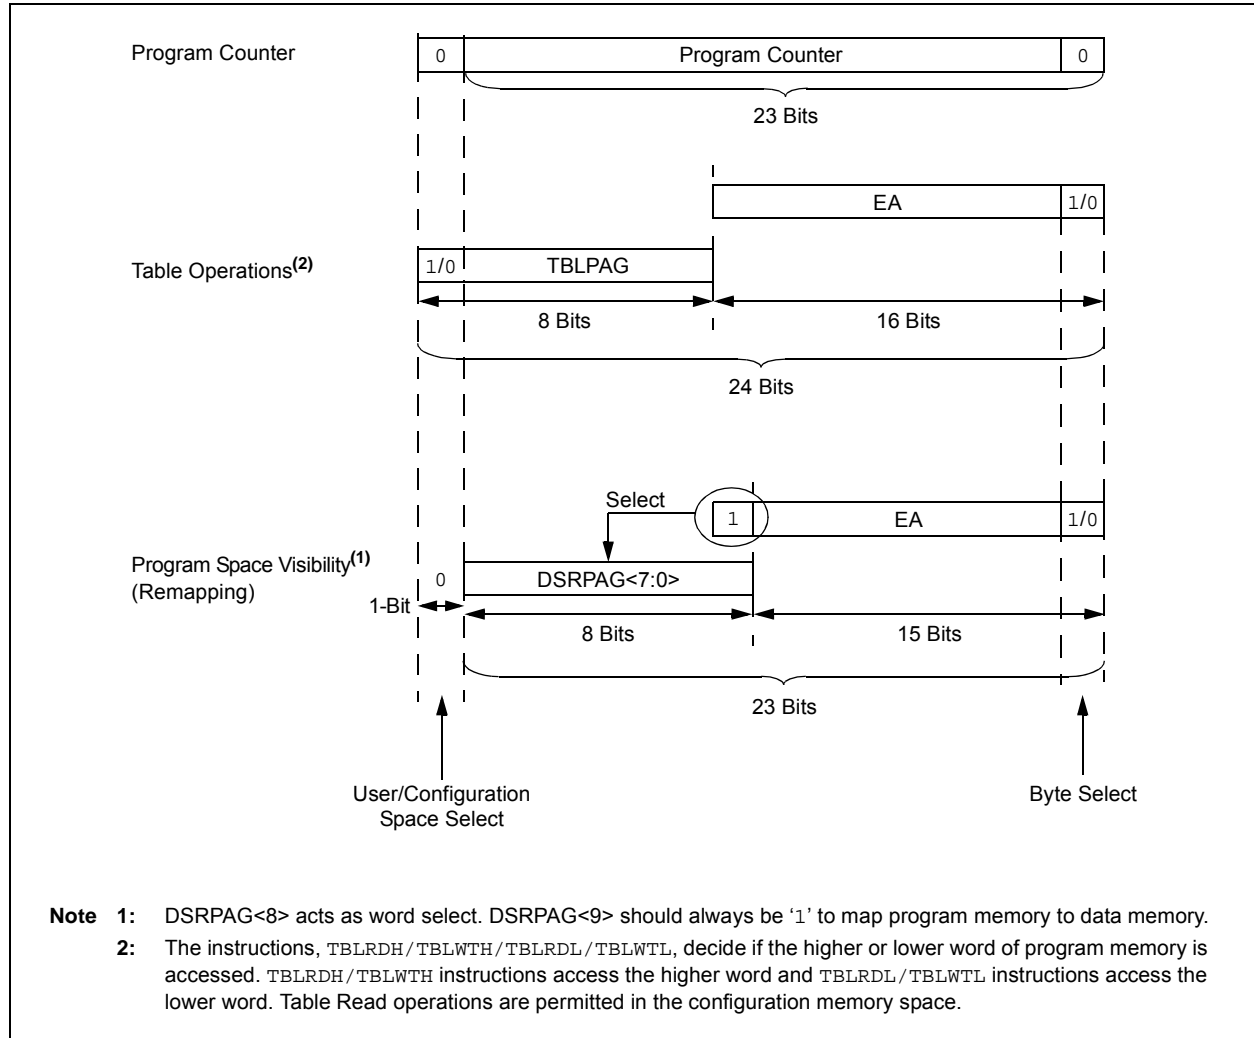 Program Counter
0 Program Counter 0
23 Bits
EA 1/0
Table Operations(2)
1/0 TBLPAG
8 Bits 16 Bits
24 Bits
Select
1 EA 1/0
Program Space Visibility(1)
(Remapping)
0 DSRPAG<7:0>
1-Bit
8 Bits 15 Bits
23 Bits
User/Configuration
Space Select
Byte Select
Note 1: DSRPAG<8> acts as word select. DSRPAG<9> should always be ‘1’ to map program memory to data memory.
2: The instructions, TBLRDH/TBLWTH/TBLRDL/TBLWTL, decide if the higher or lower word of program memory is
accessed. TBLRDH/TBLWTH instructions access the higher word and TBLRDL/TBLWTL instructions access the
lower word. Table Read operations are permitted in the configuration memory space.